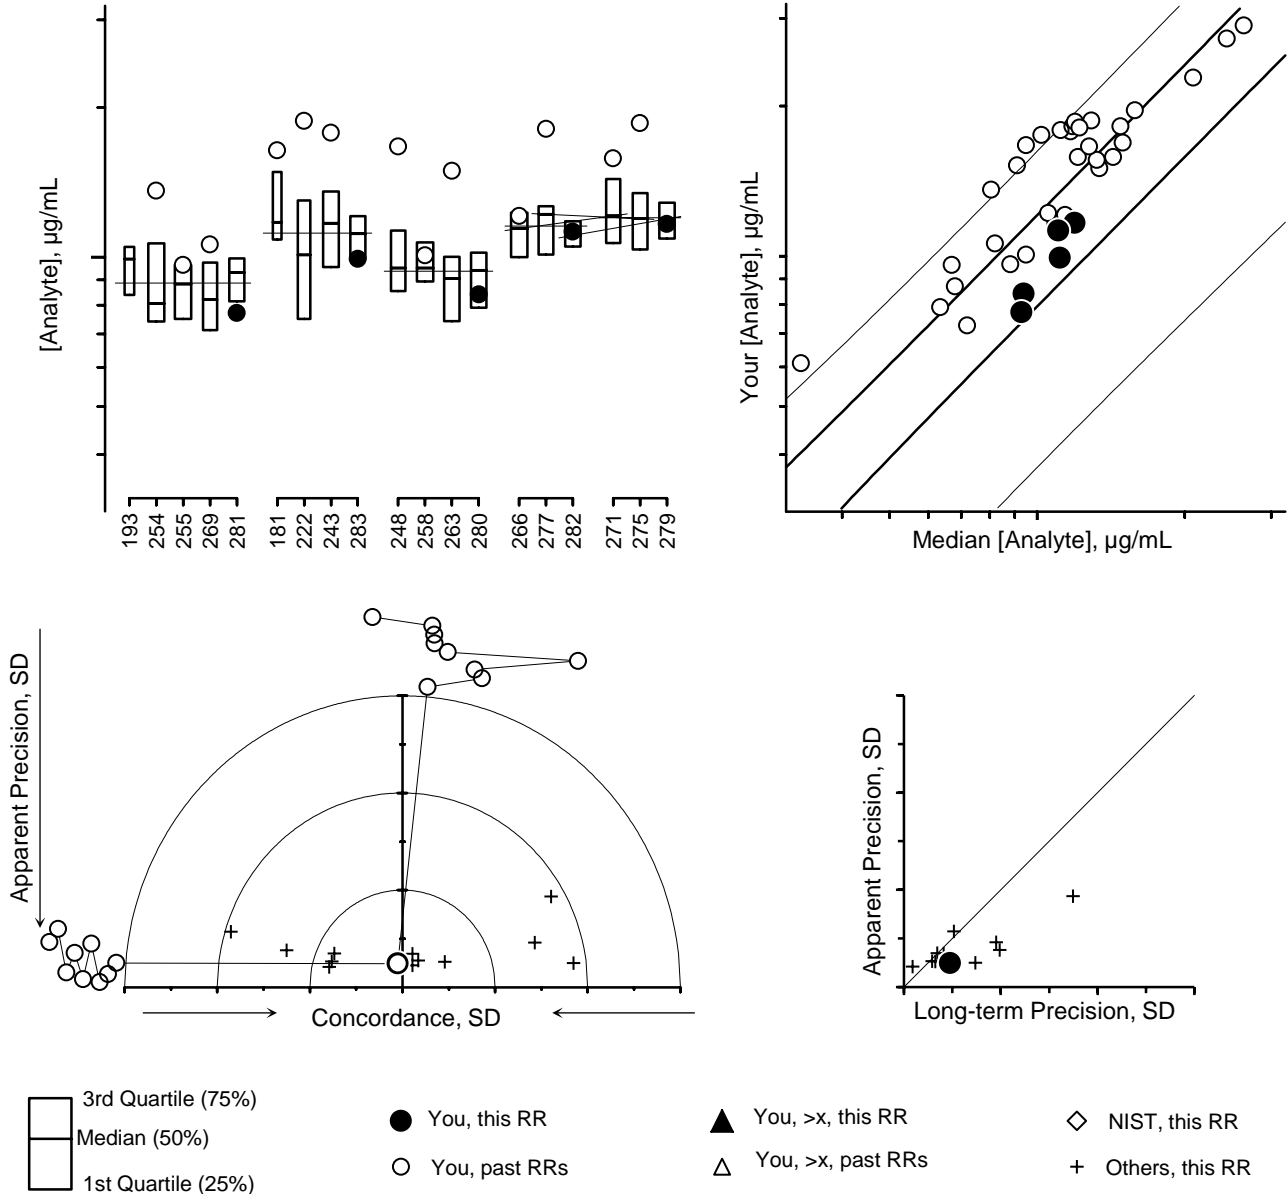 [Analyte], µg/mL
193 254 255 269 281 181 222 243 283 248 258 263 280 266 277 282 271 275 279
Your [Analyte], µg/mL
Median [Analyte], µg/mL
Apparent Precision, SD
Concordance, SD
Apparent Precision, SD
Long-term Precision, SD
3rd Quartile (75%)
Median (50%)
1st Quartile (25%)
You, this RR
You, past RRs
You, >x, this RR
You, >x, past RRs
NIST, this RR
Others, this RR